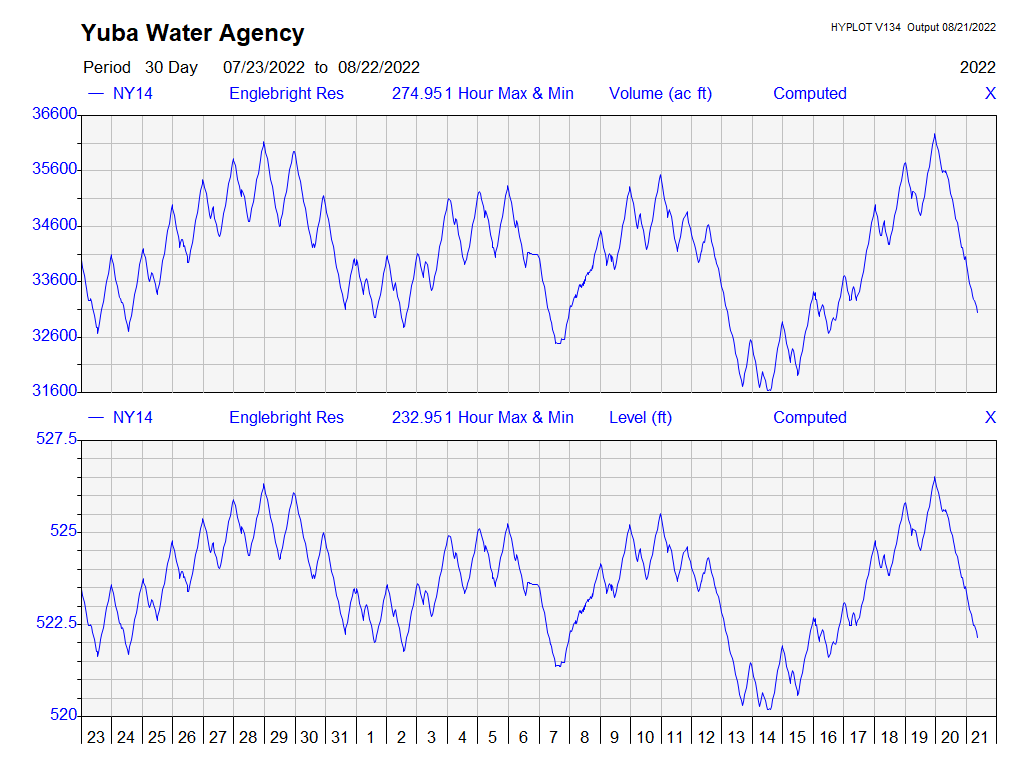 Yuba Water Agency
HYPLOT V134 Output 08/21/2022
Period 30 Day 07/23/2022 to 08/22/2022 2022
NY14 Englebright Res 274.951 Hour Max & Min Volume (ac ft) Computed X
36600
35600
34600
33600
32600
31600
NY14 Englebright Res 232.951 Hour Max & Min Level (ft) Computed X
527.5
525
522.5
520
23 24 25 26 27 28 29 30 31 1 2 3 4 5 6 7 8 9 10 11 12 13 14 15 16 17 18 19 20 21